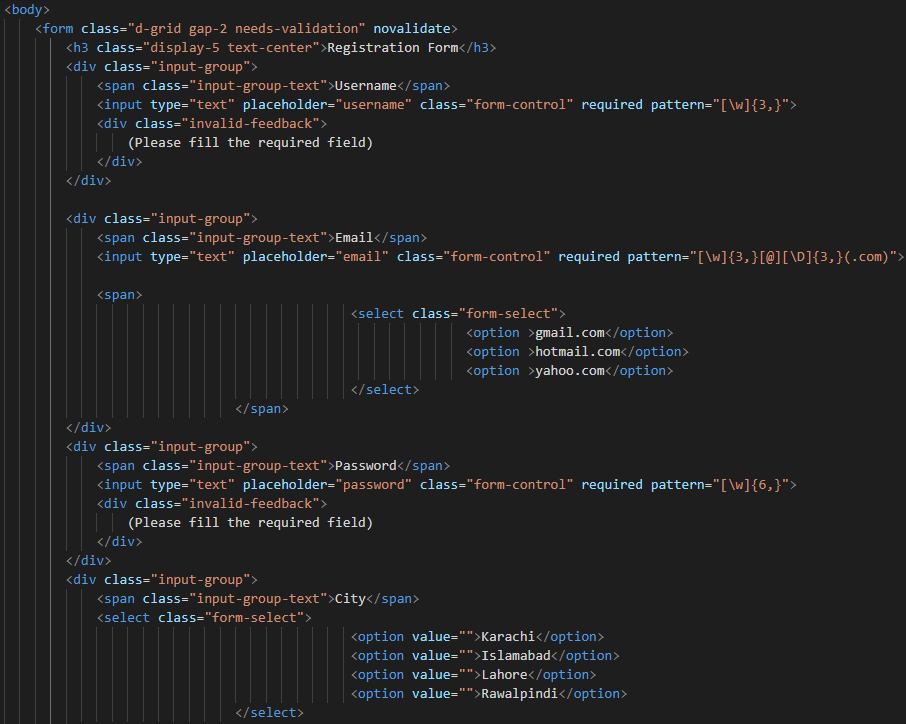 <body>
<form class="d-grid gap-2 needs-validation" novalidate>
<h3 class="display-5 text-center">Registration Form</h3>
<div class="input-group">
<span class="input-group-text">Username</span>
<input type="text" placeholder="username" class="form-control" required pattern="[\w]{3,}">
<div class="invalid-feedback">
(Please fill the required field)
</div>
</div>
<div class="input-group">
<span class="input-group-text">Email</span>
<input type="text" placeholder="email" class="form-control" required pattern="[\w]{3,}[@][\D]{3,}(.com)">
<span>
<select class="form-select">
<option >gmail.com</option>
<option >hotmail.com</option>
<option >yahoo.com</option>
</select>
</span>
</div>
<div class="input-group">
<span class="input-group-text">Password</span>
<input type="text" placeholder="password" class="form-control" required pattern="[\w]{6,}">
<div class="invalid-feedback">
(Please fill the required field)
</div>
</div>
<div class="input-group">
<span class="input-group-text">City</span>
<select class="form-select">
<option value="">Karachi</option>
<option value="">Islamabad</option>
<option value="">Lahore</option>
<option value="">Rawalpindi</option>
</select>